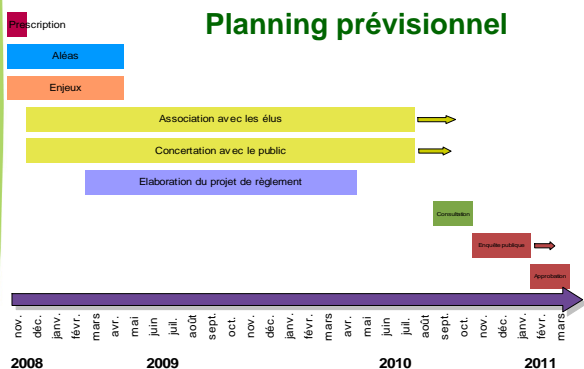 Planning prévisionnel
Prescription
Aléas
Enjeux
Association avec les élus
Concertation avec le public
Elaboration du projet de règlement
Consultation
Enquête publique
Approbation
nov. déc. janv. févr. mars avr. mai juin juil. août sept. oct. nov. déc. janv. févr. mars avr. mai juin juil. août sept. oct. nov. déc. janv. févr. mars
2008 2009 2010 2011